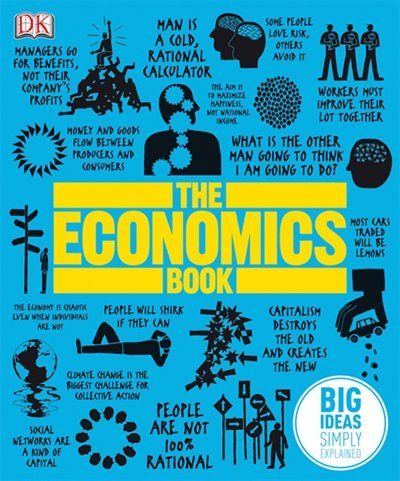 DK
MANAGERS GO
FOR BENEFITS,
NOT THEIR
COMPANY'S
PROFITS
MAN IS
A COLD,
RATIONAL
CALCULATOR
SOME PEOPLE
LOVE RISK,
OTHERS
AVOID IT
THE AIM IS
TO MAXIMIZE
HAPPINESS,
NOT NATIONAL
INCOME
WORKERS MUST
IMPROVE THEIR
LOT TOGETHER
MONEY AND GOODS
FLOW BETWEEN
PRODUCERS AND
CONSUMERS
WHAT IS THE OTHER
MAN GOING TO THINK
I AM GOING TO DO?
THE
ECONOMICS
BOOK
MOST CARS
TRADED
WILL BE
LEMONS
THE ECONOMY IS CHAOTIC
EVEN WHEN INDIVIDUALS
ARE NOT
PEOPLE WILL SHIRK
IF THEY CAN
CAPITALISM
DESTROYS
THE OLD
AND CREATES
THE NEW
CLIMATE CHANGE IS THE
BIGGEST CHALLENGE FOR
COLLECTIVE ACTION
SOCIAL
NETWORKS ARE
A KIND OF
CAPITAL
PEOPLE
ARE NOT
100%
RATIONAL
BIG
IDEAS
SIMPLY
EXPLAINED